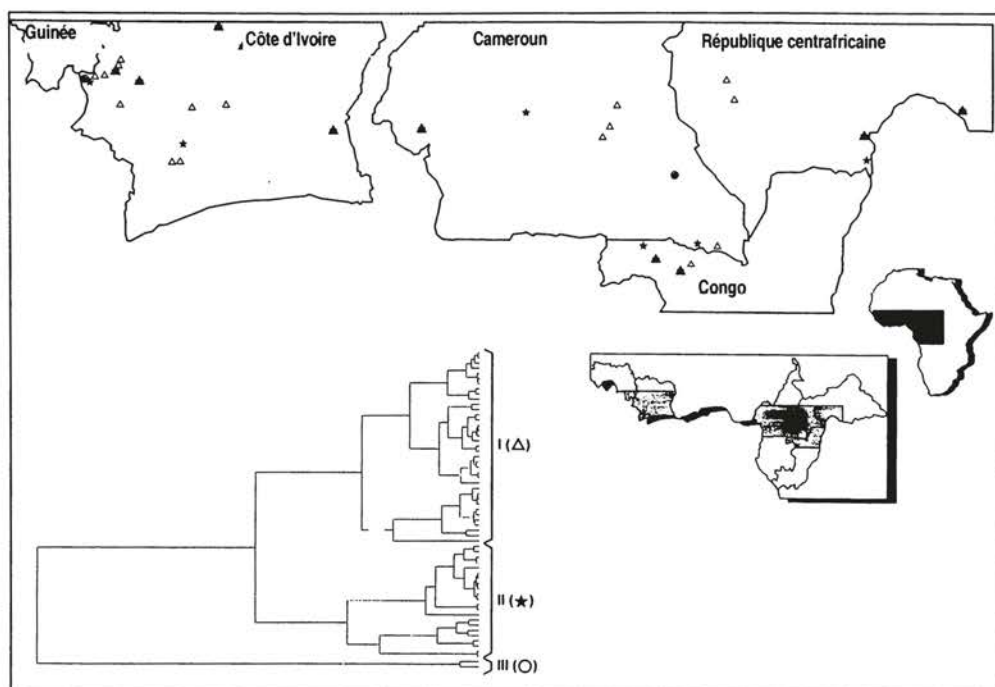 Guinée
Côte d'Ivoire
Cameroun
République centrafricaine
Congo
I (△)
II (★)
III (○)